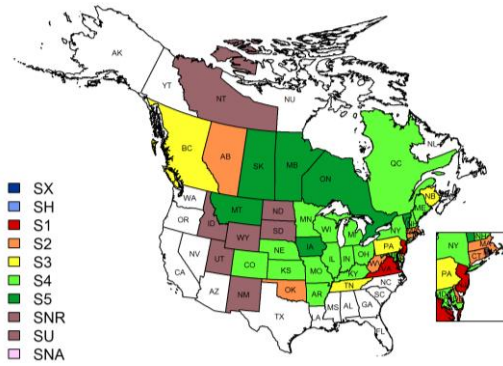 AK
YT
NT
NU
BC
AB
SK
MB
ON
QC
NL
NB
WA
MT
ND
MN
OR
ID
SD
WI
MI
NY
WY
IA
PA
NV
UT
NE
IL
IN
OH
WV
CA
CO
KS
MO
KY
AZ
NM
OK
AR
TN
NC
SC
TX
LA
MS
AL
GA
FL
ME
SX
SH
S1
S2
S3
S4
S5
SNR
SU
SNA
NY
MA
CT
PA